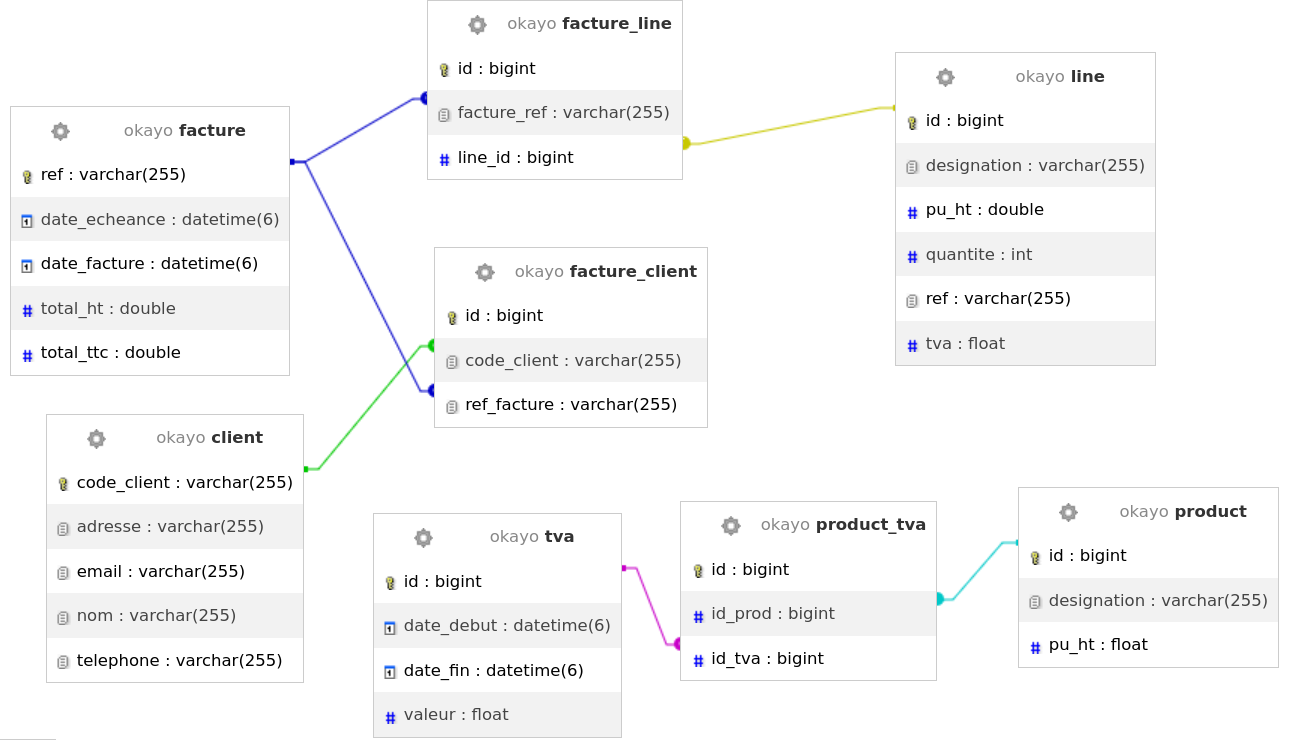 okayo facture_line
id : bigint
facture_ref : varchar(255)
line_id : bigint
okayo line
id : bigint
designation : varchar(255)
pu_ht : double
quantite : int
ref : varchar(255)
tva : float
okayo facture
ref : varchar(255)
date_echeance : datetime(6)
date_facture : datetime(6)
total_ht : double
total_ttc : double
okayo facture_client
id : bigint
code_client : varchar(255)
ref_facture : varchar(255)
okayo client
code_client : varchar(255)
adresse : varchar(255)
email : varchar(255)
nom : varchar(255)
telephone : varchar(255)
okayo tva
id : bigint
date_debut : datetime(6)
date_fin : datetime(6)
valeur : float
okayo product_tva
id : bigint
id_prod : bigint
id_tva : bigint
okayo product
id : bigint
designation : varchar(255)
pu_ht : float